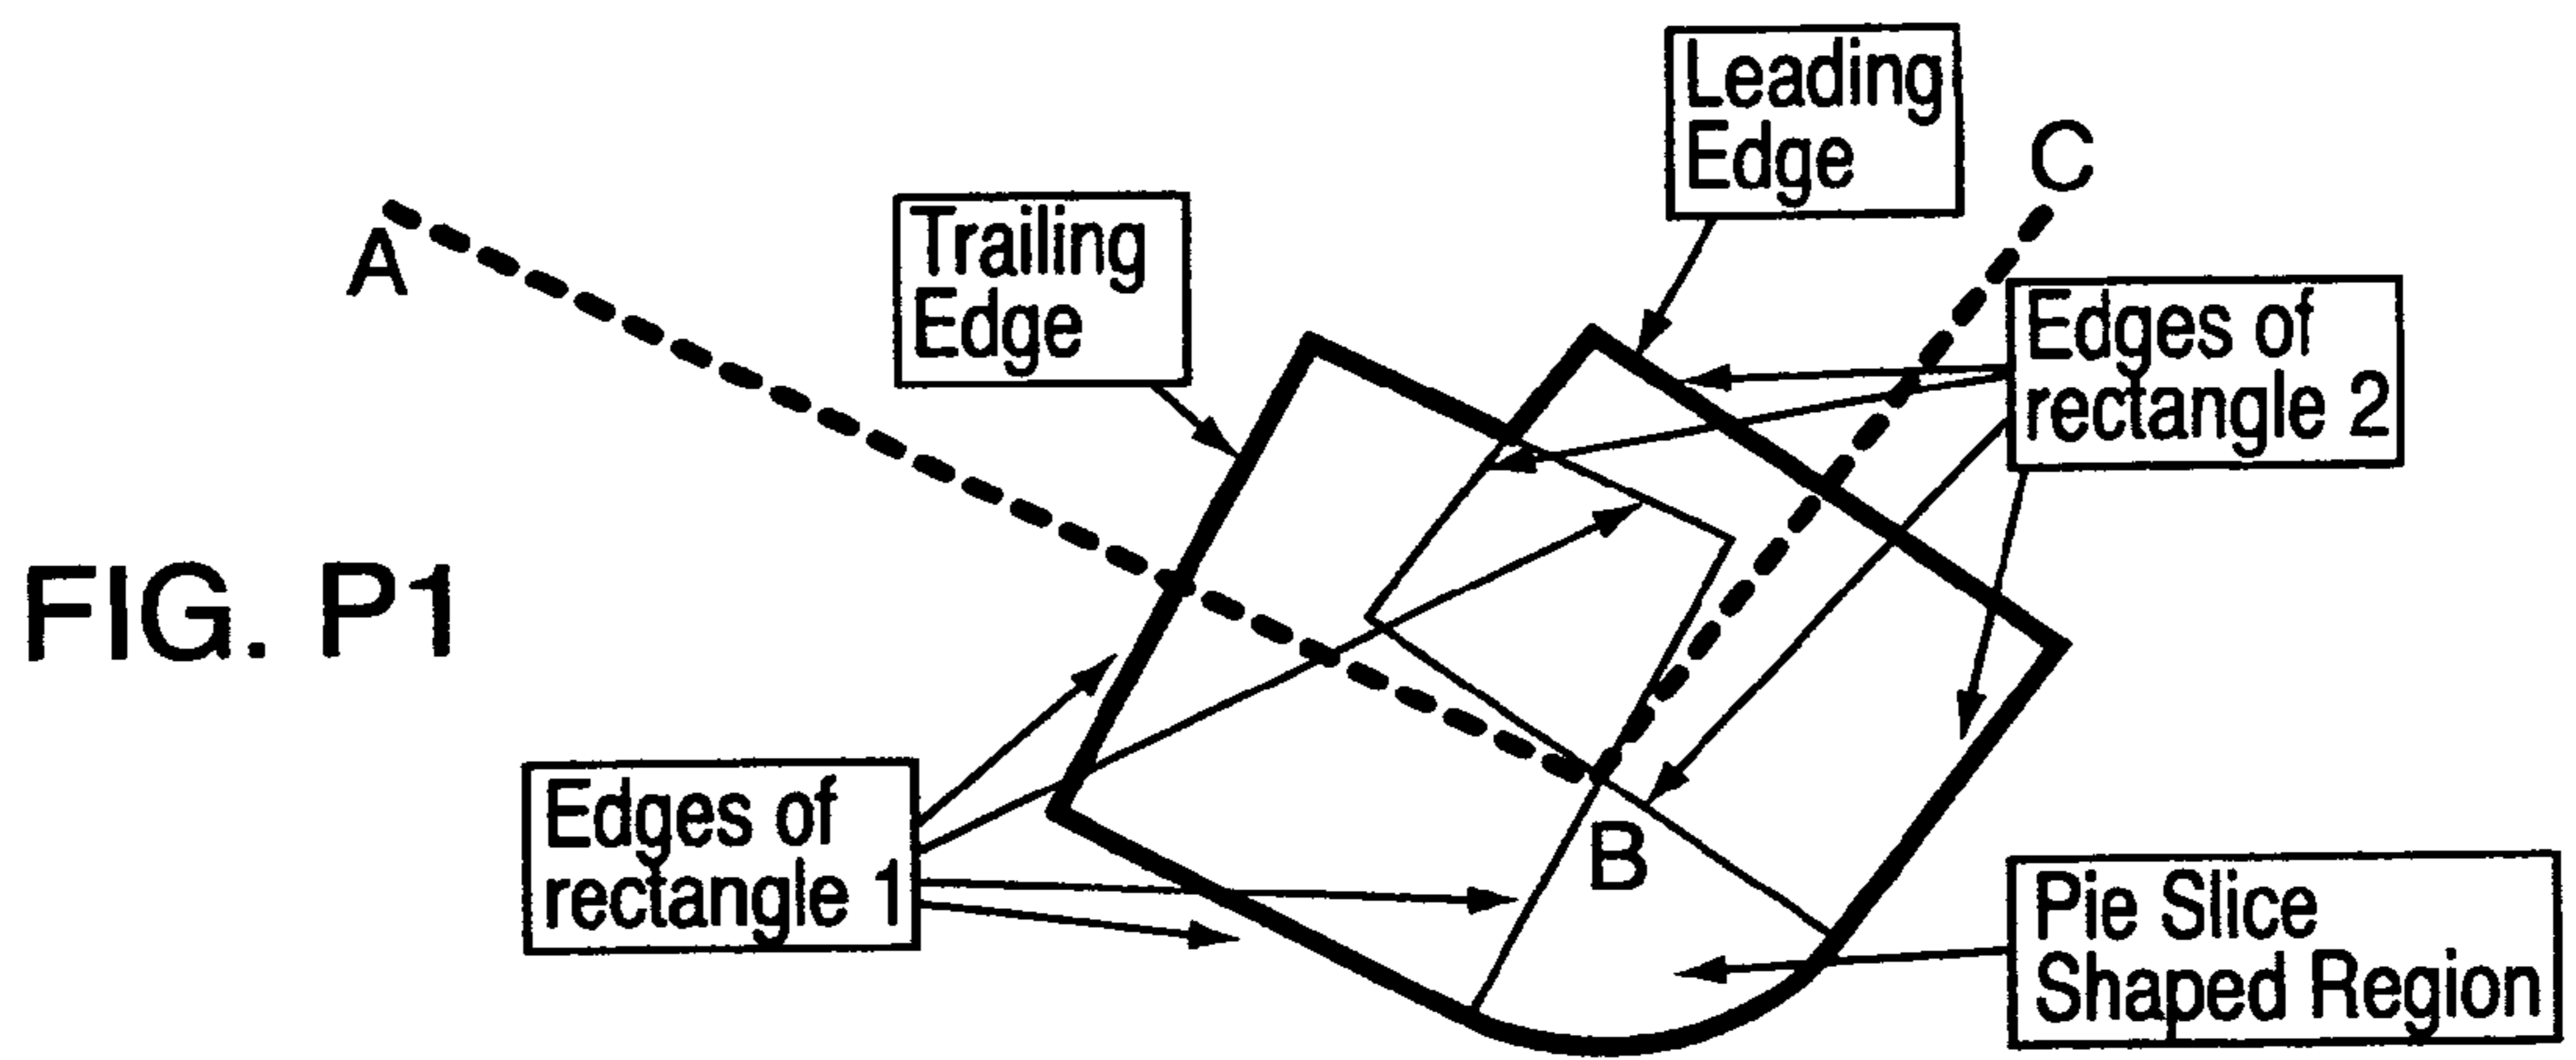 Leading
Edge
C
A
Trailing
Edge
Edges of
rectangle 2
FIG. P1
Edges of
rectangle 1
B
Pie Slice
Shaped Region